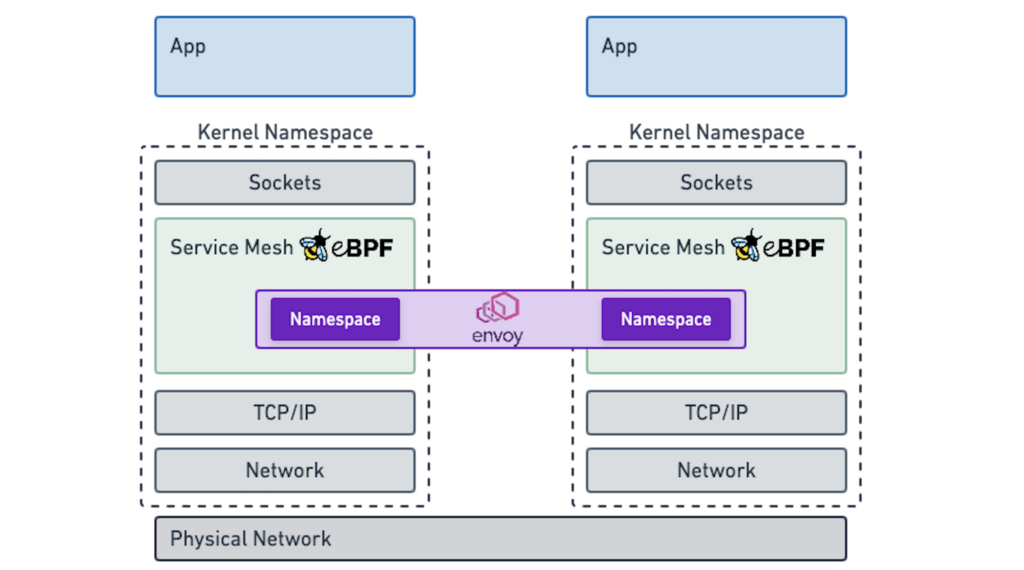 App
App
Kernel Namespace
Kernel Namespace
Sockets
Sockets
Service Mesh eBPF
Service Mesh eBPF
Namespace
envoy
Namespace
TCP/IP
TCP/IP
Network
Network
Physical Network